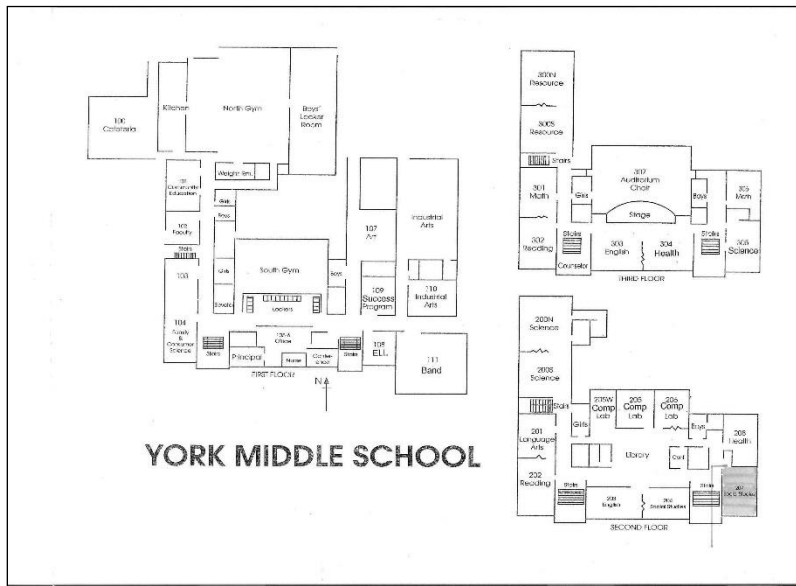 100
Cafeteria
Kitchen
North Gym
Boys'
Locker
Room
Weight Rm.
101
Community
Education
Girls
Boys
102
Faculty
Stairs
103
Girls
South Gym
Boys
Lockers
104
Family
&
Consumer
Science
Stairs
Principal
Office
Nurse
Stairs
107
Art
109
Success
Program
108
ELL
Industrial
Arts
110
Industrial
Arts
111
Band
FIRST FLOOR
N
YORK MIDDLE SCHOOL
300N
Resource
300S
Resource
Stairs
301
Math
302
Reading
Girls
307
Auditorium
Choir
Stage
Boys
305
Math
306
Science
Stairs
Counselor
303
English
304
Health
Stairs
THIRD FLOOR
200N
Science
200S
Science
Stairs
201
Language
Arts
202
Reading
Girls
205W
Comp
Lab
205
Comp
Lab
206
Comp
Lab
Boys
208
Health
Library
Stairs
203
English
Social Studies
Stairs
207
SECOND FLOOR